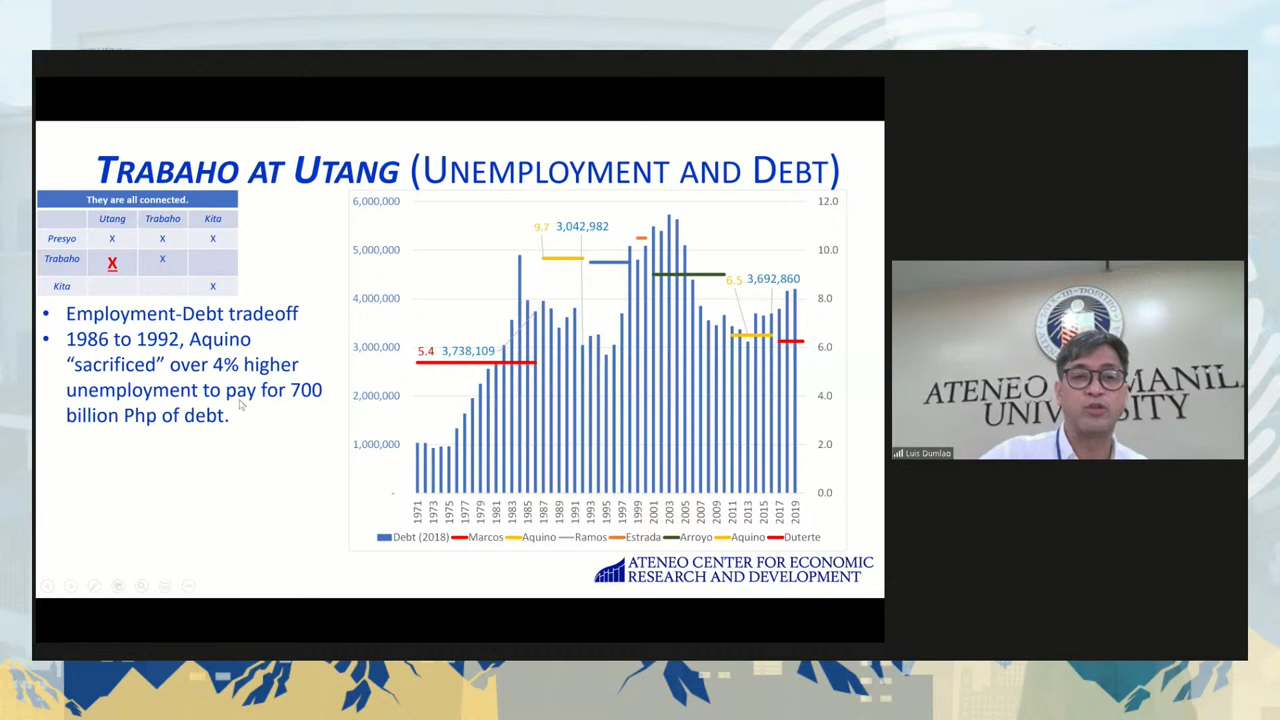 TRABAHO AT UTANG (UNEMPLOYMENT AND DEBT)
They are all connected.
Utang Trabaho Kita
Presyo X X X
Trabaho X X
Kita X
• Employment-Debt tradeoff
• 1986 to 1992, Aquino
“sacrificed” over 4% higher
unemployment to pay for 700
billion Php of debt.
6,000,000
5,000,000
4,000,000
3,000,000
2,000,000
1,000,000
-
12.0
10.0
8.0
6.0
4.0
2.0
0.0
9.7 3,042,982
6.5 3,692,860
5.4 3,738,109
1971 1973 1975 1977 1979 1981 1983 1985 1987 1989 1991 1993 1995 1997 1999 2001 2003 2005 2007 2009 2011 2013 2015 2017 2019
Debt (2018) Marcos Aquino Ramos Estrada Arroyo Aquino Duterte
ATENEO CENTER FOR ECONOMIC
RESEARCH AND DEVELOPMENT
ATENEO MANILA
UNIVERSITY
Luis Dumlao